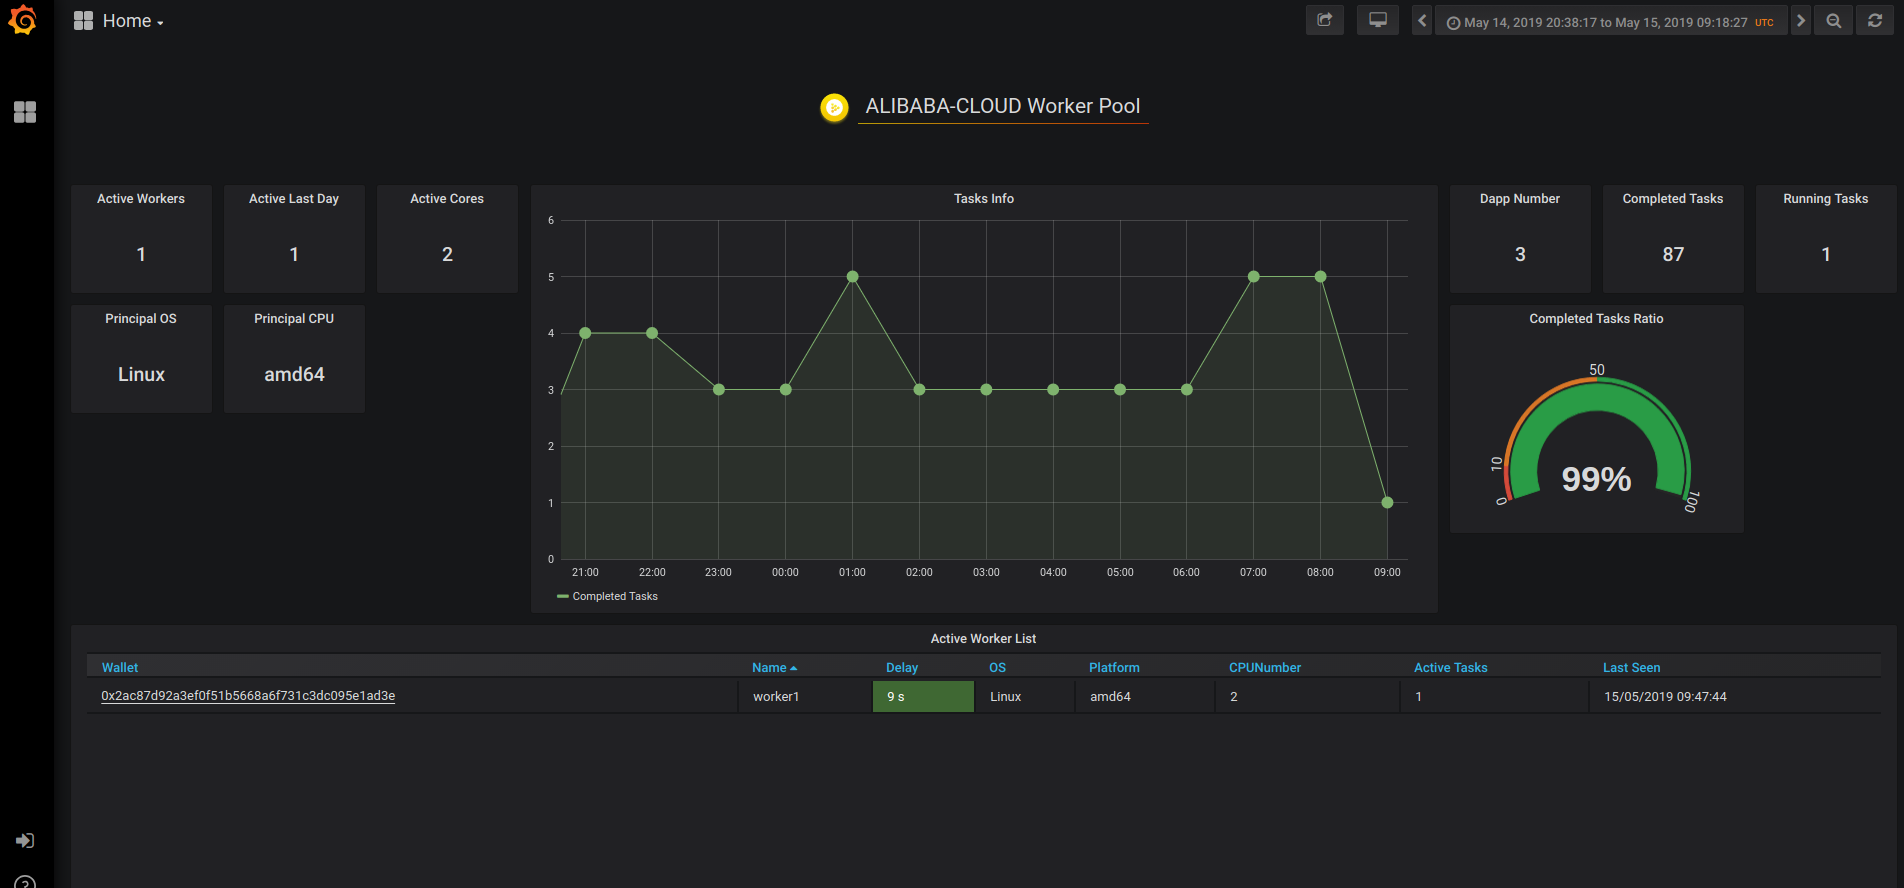 Home
May 14, 2019 20:38:17 to May 15, 2019 09:18:27 UTC
ALIBABA-CLOUD Worker Pool
Active Workers
1
Active Last Day
1
Active Cores
2
Principal OS
Linux
Principal CPU
amd64
Tasks Info
6
5
4
3
2
1
0
21:00 22:00 23:00 00:00 01:00 02:00 03:00 04:00 05:00 06:00 07:00 08:00 09:00
Completed Tasks
Dapp Number
3
Completed Tasks
87
Running Tasks
1
Completed Tasks Ratio
50
10
0
100
99%
Active Worker List
Wallet Name Delay OS Platform CPUNumber Active Tasks Last Seen
0x2ac87d92a3ef0f51b5668a6f731c3dc095e1ad3e worker1 9 s Linux amd64 2 1 15/05/2019 09:47:44